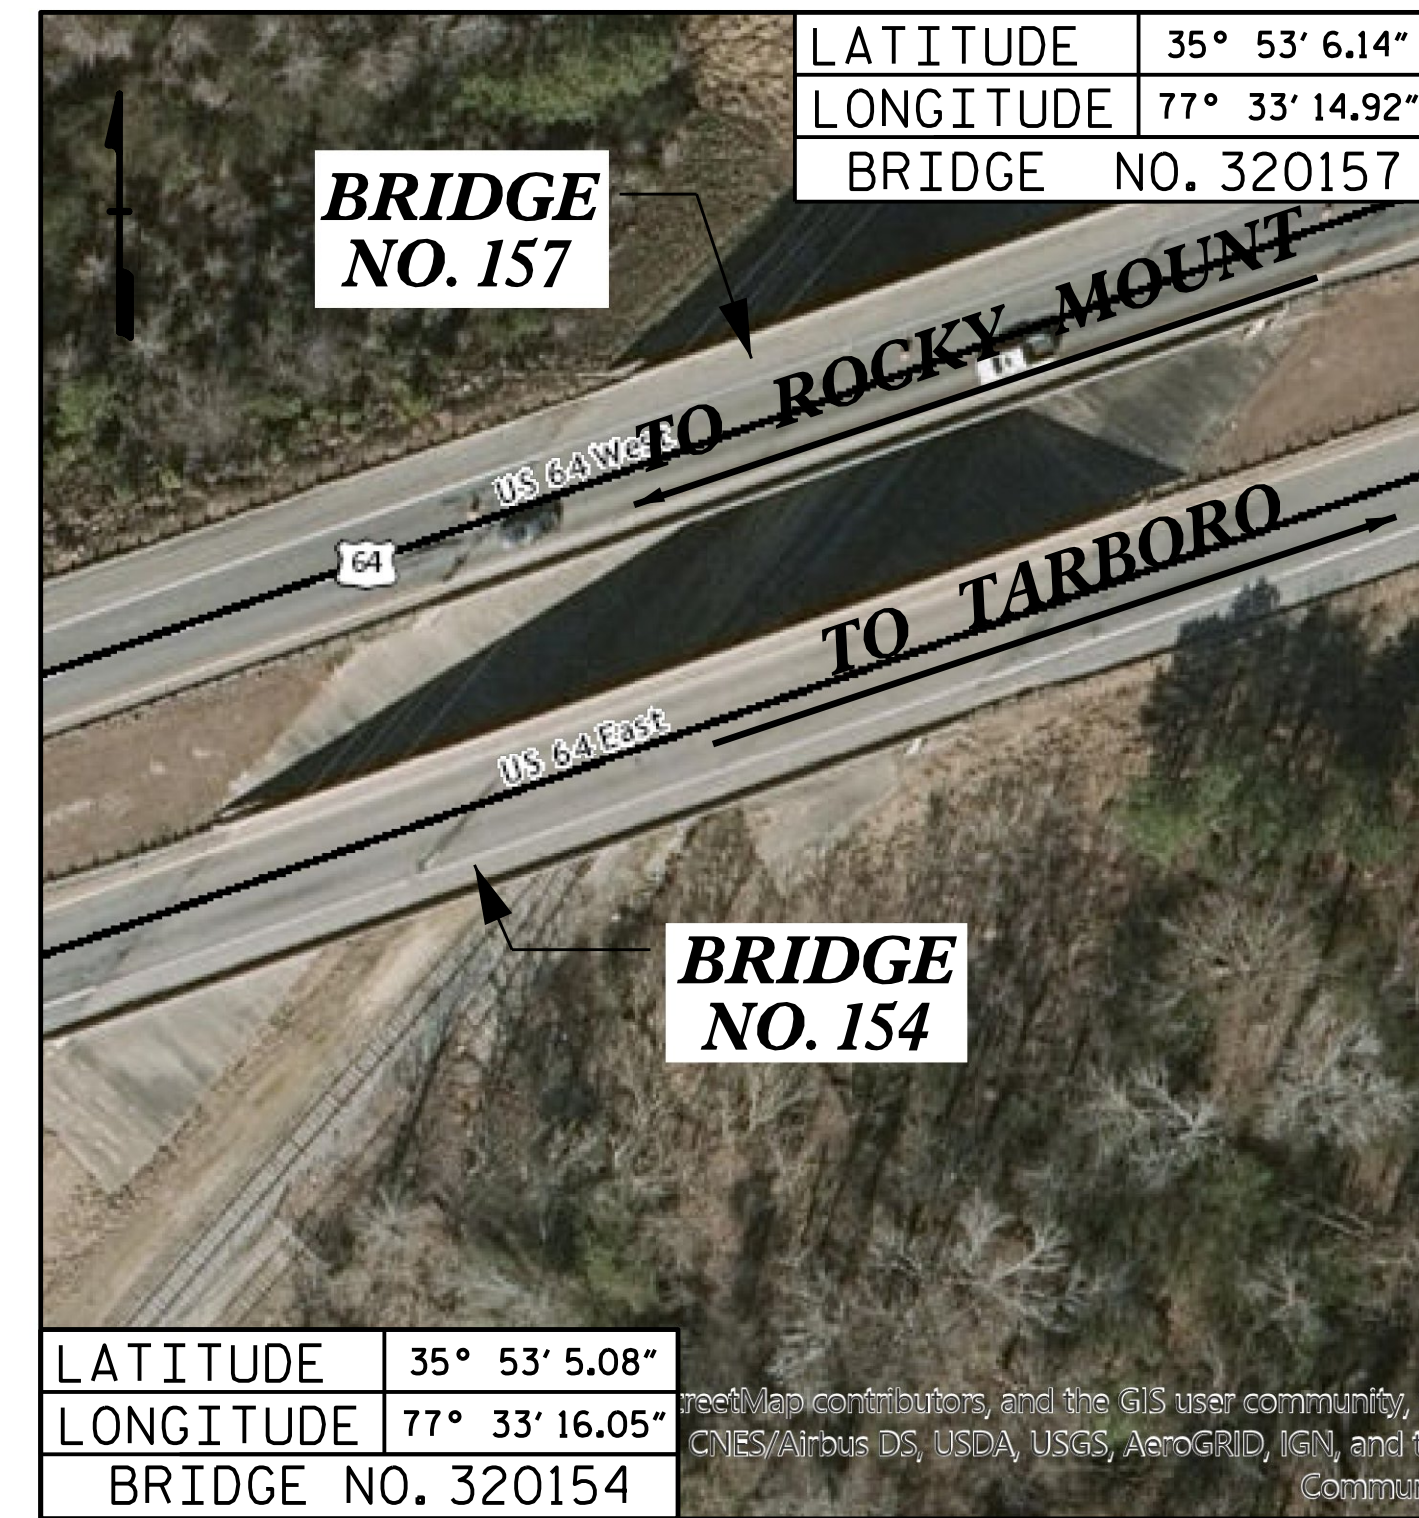 LATITUDE 35° 53' 6.14"
LONGITUDE 77° 33' 14.92"
BRIDGE NO. 320157
BRIDGE
NO. 157
TO ROCKY MOUNT
US 64 West
64
TO TARBORO
US 64 East
BRIDGE
NO. 154
LATITUDE 35° 53' 5.08"
LONGITUDE 77° 33' 16.05"
BRIDGE NO. 320154
reetMap contributors, and the GIS user community,
CNES/Airbus DS, USDA, USGS, AeroGRID, IGN, and
Commu